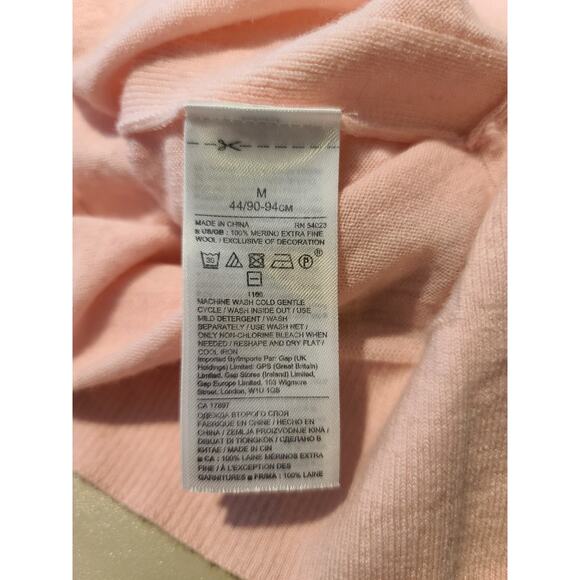 M
44/90-94CM
MADE IN CHINA RN 54023
US/GB : 100% MERINO EXTRA FINE
WOOL / EXCLUSIVE OF DECORATION
30
P
MACHINE WASH COLD GENTLE
CYCLE / WASH INSIDE OUT / USE
MILD DETERGENT / WASH
SEPARATELY / USE WASH NET /
ONLY NON-CHLORINE BLEACH WHEN
NEEDED / RESHAPE AND DRY FLAT /
COOL IRON
Imported By/Importe Par: Gap (UK
Holdings) Limited: GPS (Great Britain)
Limited, Gap Stores (Ireland) Limited,
Gap Europe Limited, 103 Wigmore
Street, London, W1U 1QS
CA 17897
ОДЕЖДА ВТОРОГО СЛОЯ
FABRIQUE EN CHINE / HECHO EN
CHINA / ZEMLJA PROIZVODNJE KINA /
DIBUAT DI TIONGKOK / СДЕЛАНО В
КИТАЕ / MADE IN CIN
CA : 100% LAINE MERINOS EXTRA
FINE / À L'EXCEPTION DES
GARNITURES FR/MA : 100% LAINE